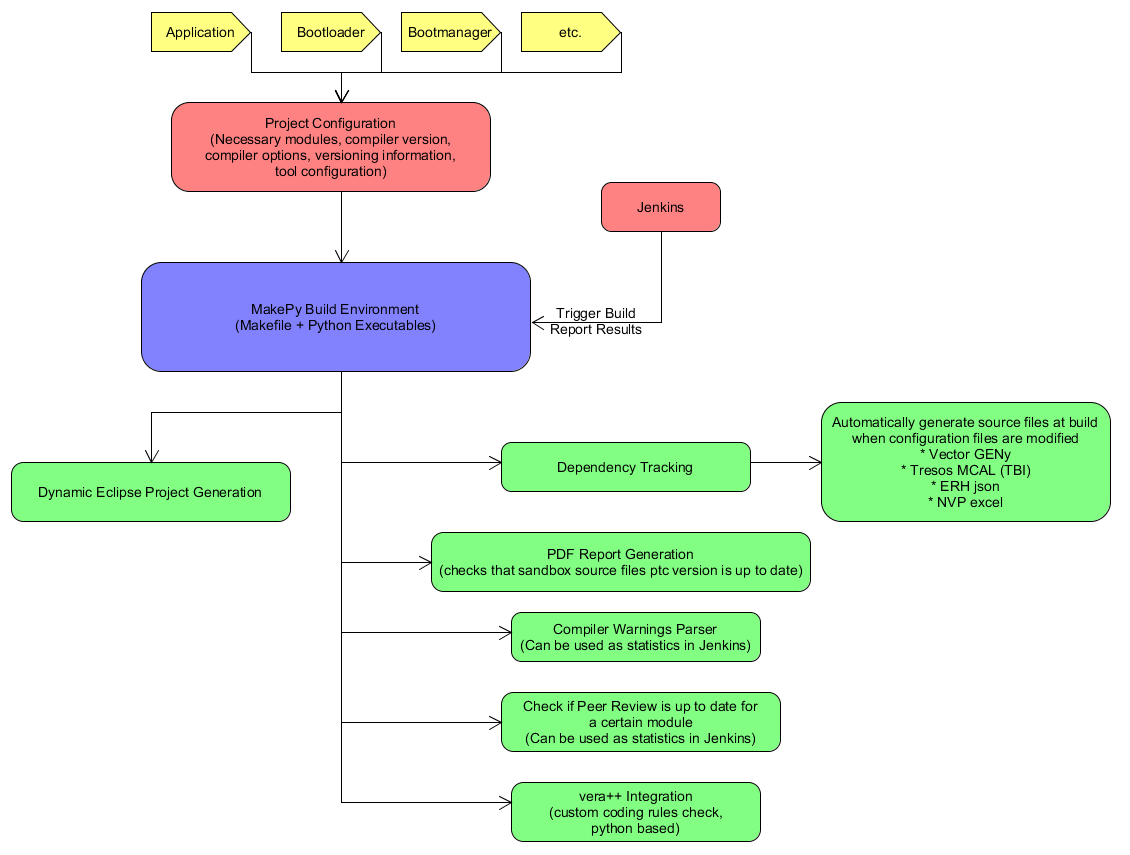 Application
Bootloader
Bootmanager
etc.
Project Configuration
(Necessary modules, compiler version,
compiler options, versioning information,
tool configuration)
Jenkins
MakePy Build Environment
(Makefile + Python Executables)
Trigger Build
Report Results
Automatically generate source files at build
when configuration files are modified
* Vector GENy
* Tresos MCAL (TBI)
* ERH json
* NVP excel
Dependency Tracking
Dynamic Eclipse Project Generation
PDF Report Generation
(checks that sandbox source files ptc version is up to date)
Compiler Warnings Parser
(Can be used as statistics in Jenkins)
Check if Peer Review is up to date for
a certain module
(Can be used as statistics in Jenkins)
vera++ Integration
(custom coding rules check,
python based)